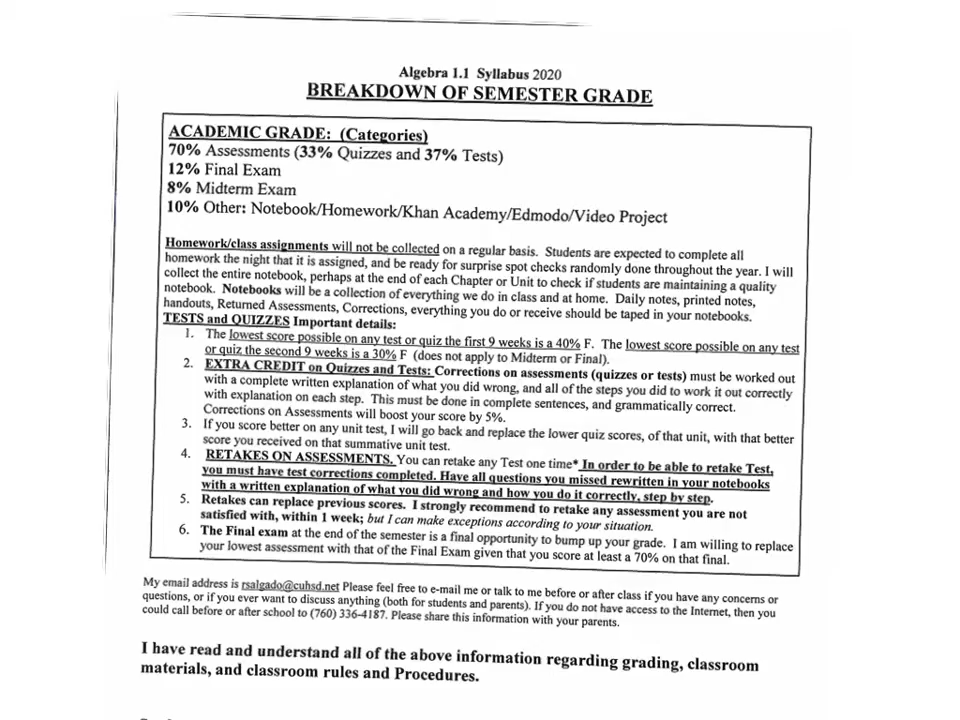 Algebra 1.1 Syllabus 2020
BREAKDOWN OF SEMESTER GRADE
ACADEMIC GRADE: (Categories)
70% Assessments (33% Quizzes and 37% Tests)
12% Final Exam
8% Midterm Exam
10% Other: Notebook/Homework/Khan Academy/Edmodo/Video Project
Homework/class assignments will not be collected on a regular basis. Students are expected to complete all
homework the night that it is assigned, and be ready for surprise spot checks randomly done throughout the year. I will
collect the entire notebook, perhaps at the end of each Chapter or Unit to check if students are maintaining a quality
notebook. Notebooks will be a collection of everything we do in class and at home. Daily notes, printed notes,
handouts, Returned Assessments, Corrections, everything you do or receive should be taped in your notebooks.
TESTS and QUIZZES Important details:
1. The lowest score possible on any test or quiz the first 9 weeks is a 40% F. The lowest score possible on any test
or quiz the second 9 weeks is a 30% F (does not apply to Midterm or Final).
2. EXTRA CREDIT on Quizzes and Tests: Corrections on assessments (quizzes or tests) must be worked out
with a complete written explanation of what you did wrong, and all of the steps you did to work it out correctly
with explanation on each step. This must be done in complete sentences, and grammatically correct.
Corrections on Assessments will boost your score by 5%.
3. If you score better on any unit test, I will go back and replace the lower quiz scores, of that unit, with that better
score you received on that summative unit test.
4. RETAKES ON ASSESSMENTS. You can retake any Test one time* In order to be able to retake Test,
you must have test corrections completed. Have all questions you missed rewritten in your notebooks
with a written explanation of what you did wrong and how you do it correctly, step by step.
5. Retakes can replace previous scores. I strongly recommend to retake any assessment you are not
satisfied with, within 1 week; but I can make exceptions according to your situation.
6. The Final exam at the end of the semester is a final opportunity to bump up your grade. I am willing to replace
your lowest assessment with that of the Final Exam given that you score at least a 70% on that final.
My email address is rsalgado@cuhsd.net Please feel free to e-mail me or talk to me before or after class if you have any concerns or
questions, or if you ever want to discuss anything (both for students and parents). If you do not have access to the Internet, then you
could call before or after school to (760) 336-4187. Please share this information with your parents.
I have read and understand all of the above information regarding grading, classroom
materials, and classroom rules and Procedures.